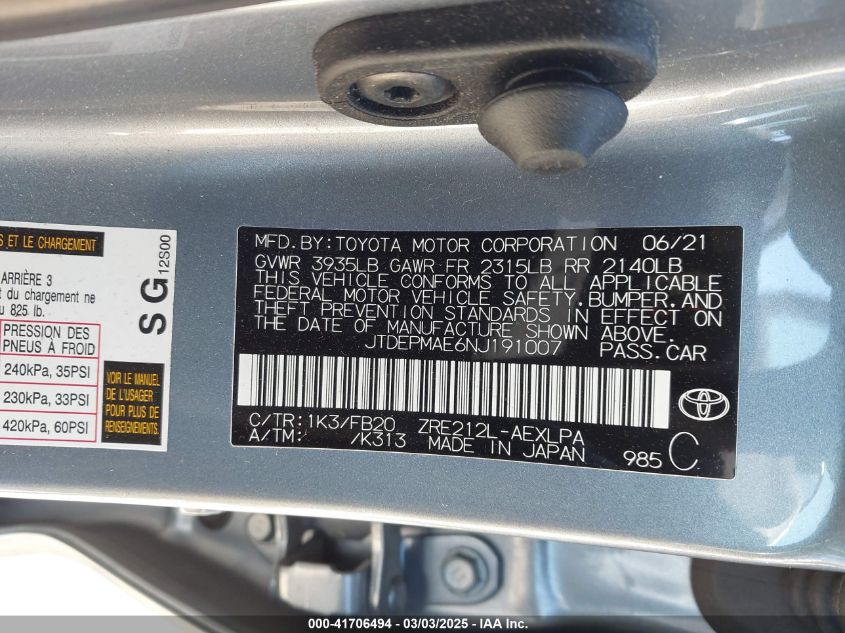 S ET LE CHARGEMENT
ARRIÈRE 3
t du chargement ne
u 825 lb.
PRESSION DES
PNEUS À FROID
240kPa, 35PSI
230kPa, 33PSI
420kPa, 60PSI
SG 12S00
VOIR LE MANUEL
DE L'USAGER
POUR PLUS DE
RENSEIGNEMENTS.
MFD.BY:TOYOTA MOTOR CORPORATION 06/21
GVWR 3935LB GAWR FR 2315LB RR 2140LB
THIS VEHICLE CONFORMS TO ALL APPLICABLE
FEDERAL MOTOR VEHICLE SAFETY,BUMPER,AND
THEFT PREVENTION STANDARDS IN EFFECT ON
THE DATE OF MANUFACTURE SHOWN ABOVE.
JTDEPMAE6NJ191007 PASS.CAR
C/TR:1K3/FB20 ZRE212L-AEXLPA
A/TM: /K313 MADE IN JAPAN 985 C
000-41706494 - 03/03/2025 - IAA Inc.